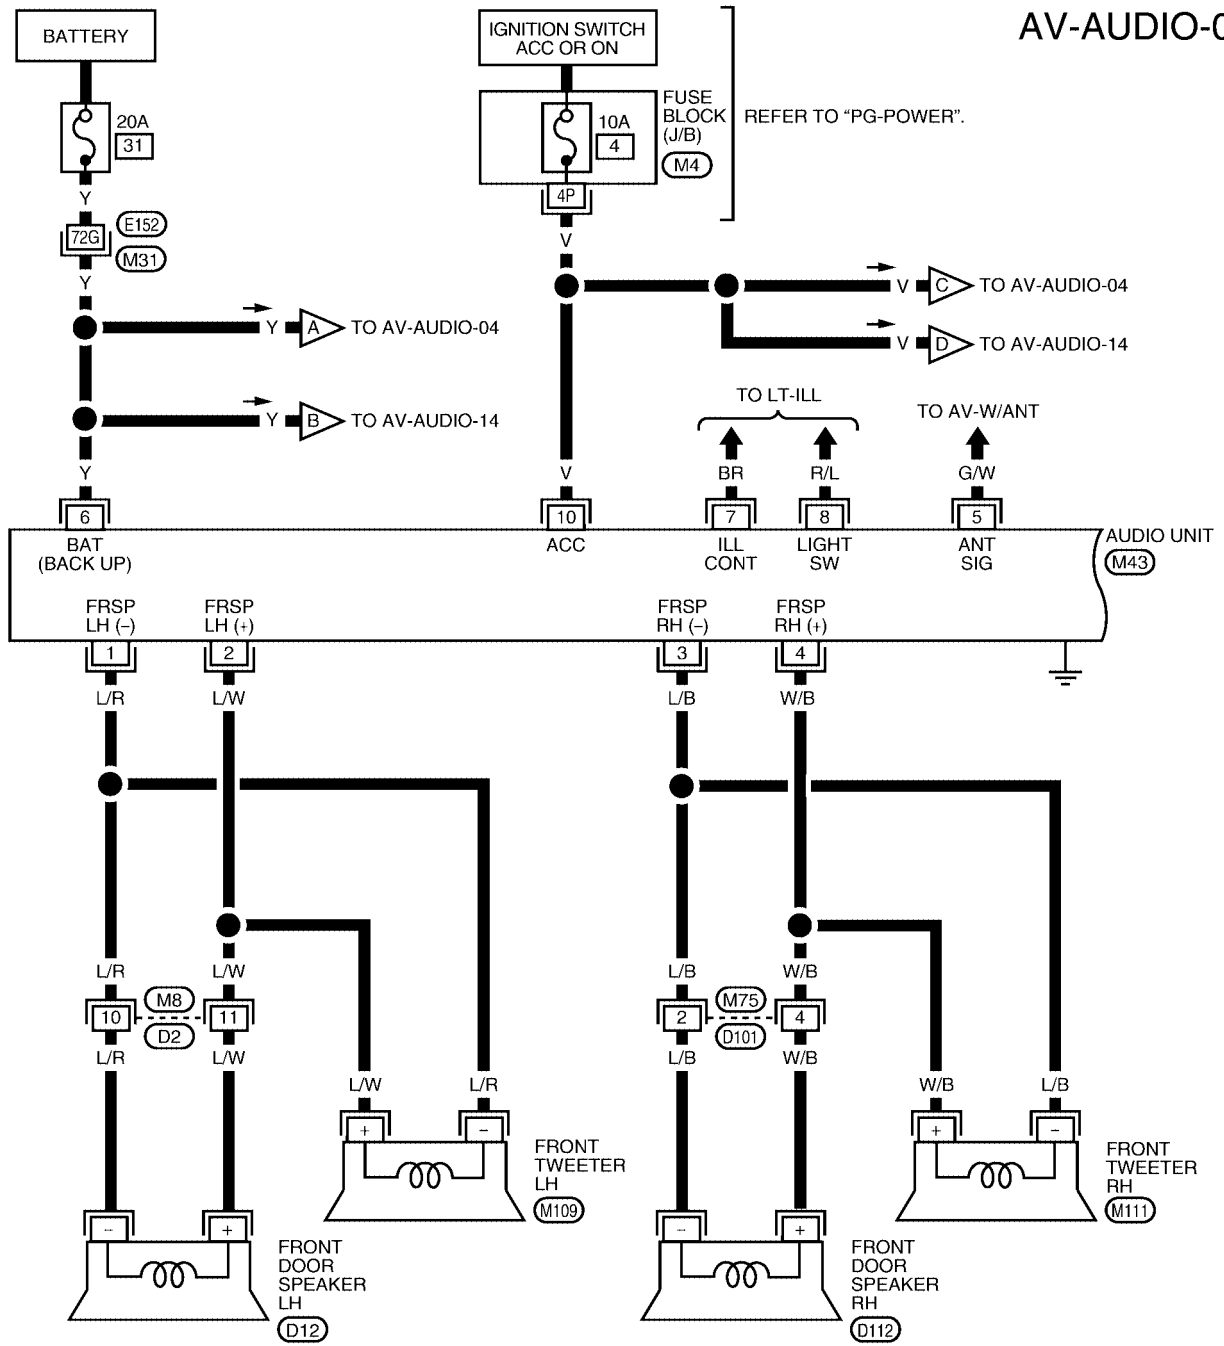 AV-AUDIO-0
BATTERY
IGNITION SWITCH
ACC OR ON
20A
31
10A
4
FUSE
BLOCK
(J/B)
M4
REFER TO “PG-POWER”.
4P
Y
V
72G
E152
M31
Y
V
C
TO AV-AUDIO-04
Y
A
TO AV-AUDIO-04
V
D
TO AV-AUDIO-14
Y
B
TO AV-AUDIO-14
TO LT-ILL
TO AV-W/ANT
Y
V
BR
R/L
G/W
6
10
7
8
5
BAT
(BACK UP)
ACC
ILL
CONT
LIGHT
SW
ANT
SIG
AUDIO UNIT
M43
FRSP
LH (–)
FRSP
LH (+)
FRSP
RH (–)
FRSP
RH (+)
1
2
3
4
L/R
L/W
L/B
W/B
L/R
L/W
L/B
W/B
10
M8
D2
11
2
M75
D101
4
L/R
L/W
L/B
W/B
L/W
L/R
W/B
L/B
+
–
+
–
FRONT
TWEETER
LH
M109
FRONT
TWEETER
RH
M111
–
+
–
+
FRONT
DOOR
SPEAKER
LH
D12
FRONT
DOOR
SPEAKER
RH
D112